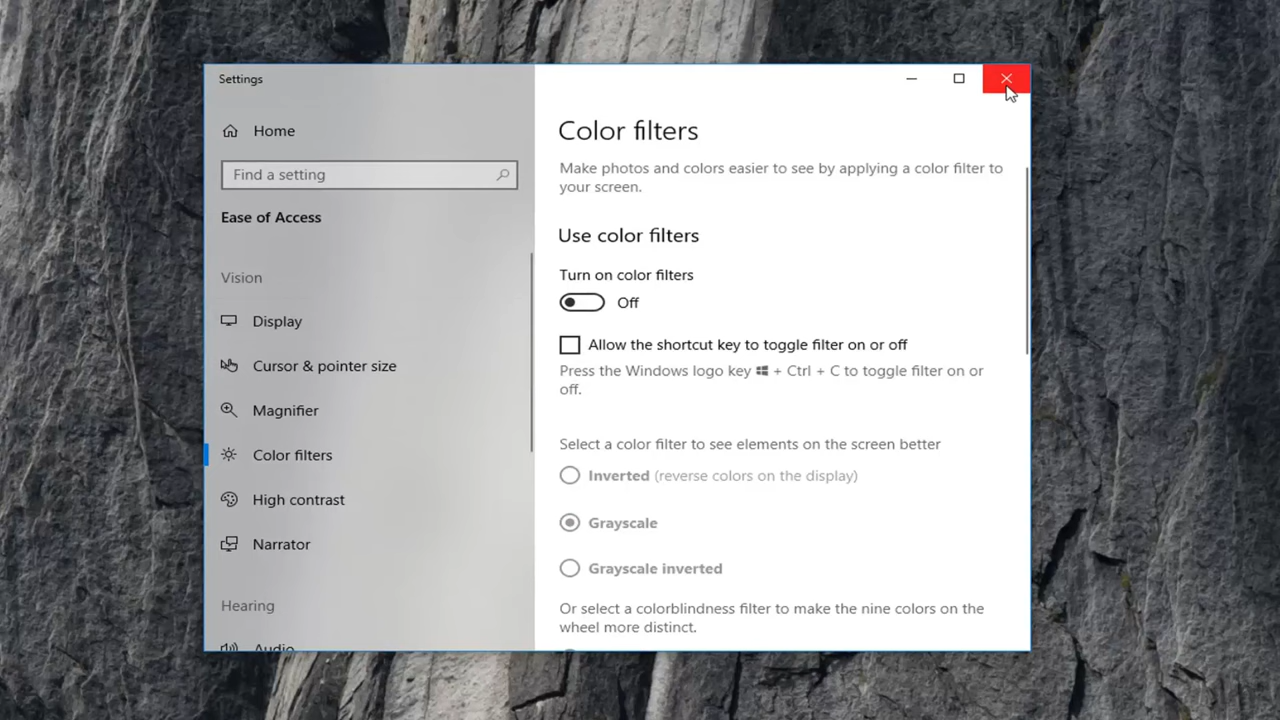 Settings
Home
Find a setting
Ease of Access
Vision
Display
Cursor & pointer size
Magnifier
Color filters
High contrast
Narrator
Hearing
Audio
Color filters
Make photos and colors easier to see by applying a color filter to
your screen.
Use color filters
Turn on color filters
Off
Allow the shortcut key to toggle filter on or off
Press the Windows logo key + Ctrl + C to toggle filter on or
off.
Select a color filter to see elements on the screen better
Inverted (reverse colors on the display)
Grayscale
Grayscale inverted
Or select a colorblindness filter to make the nine colors on the
wheel more distinct.